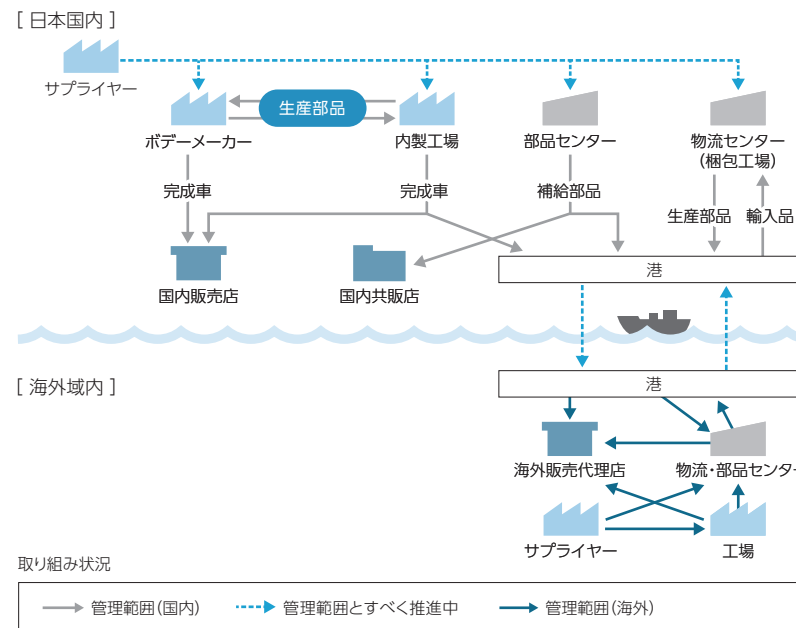 [ 日本国内 ]
サプライヤー
生産部品
ボデーメーカー
内製工場
部品センター
物流センター
(梱包工場)
完成車
完成車
補給部品
生産部品
輸入品
国内販売店
国内共販店
港
[ 海外域内 ]
港
海外販売代理店
物流・部品センター
サプライヤー
工場
取り組み状況
管理範囲(国内)
管理範囲とすべく推進中
管理範囲(海外)